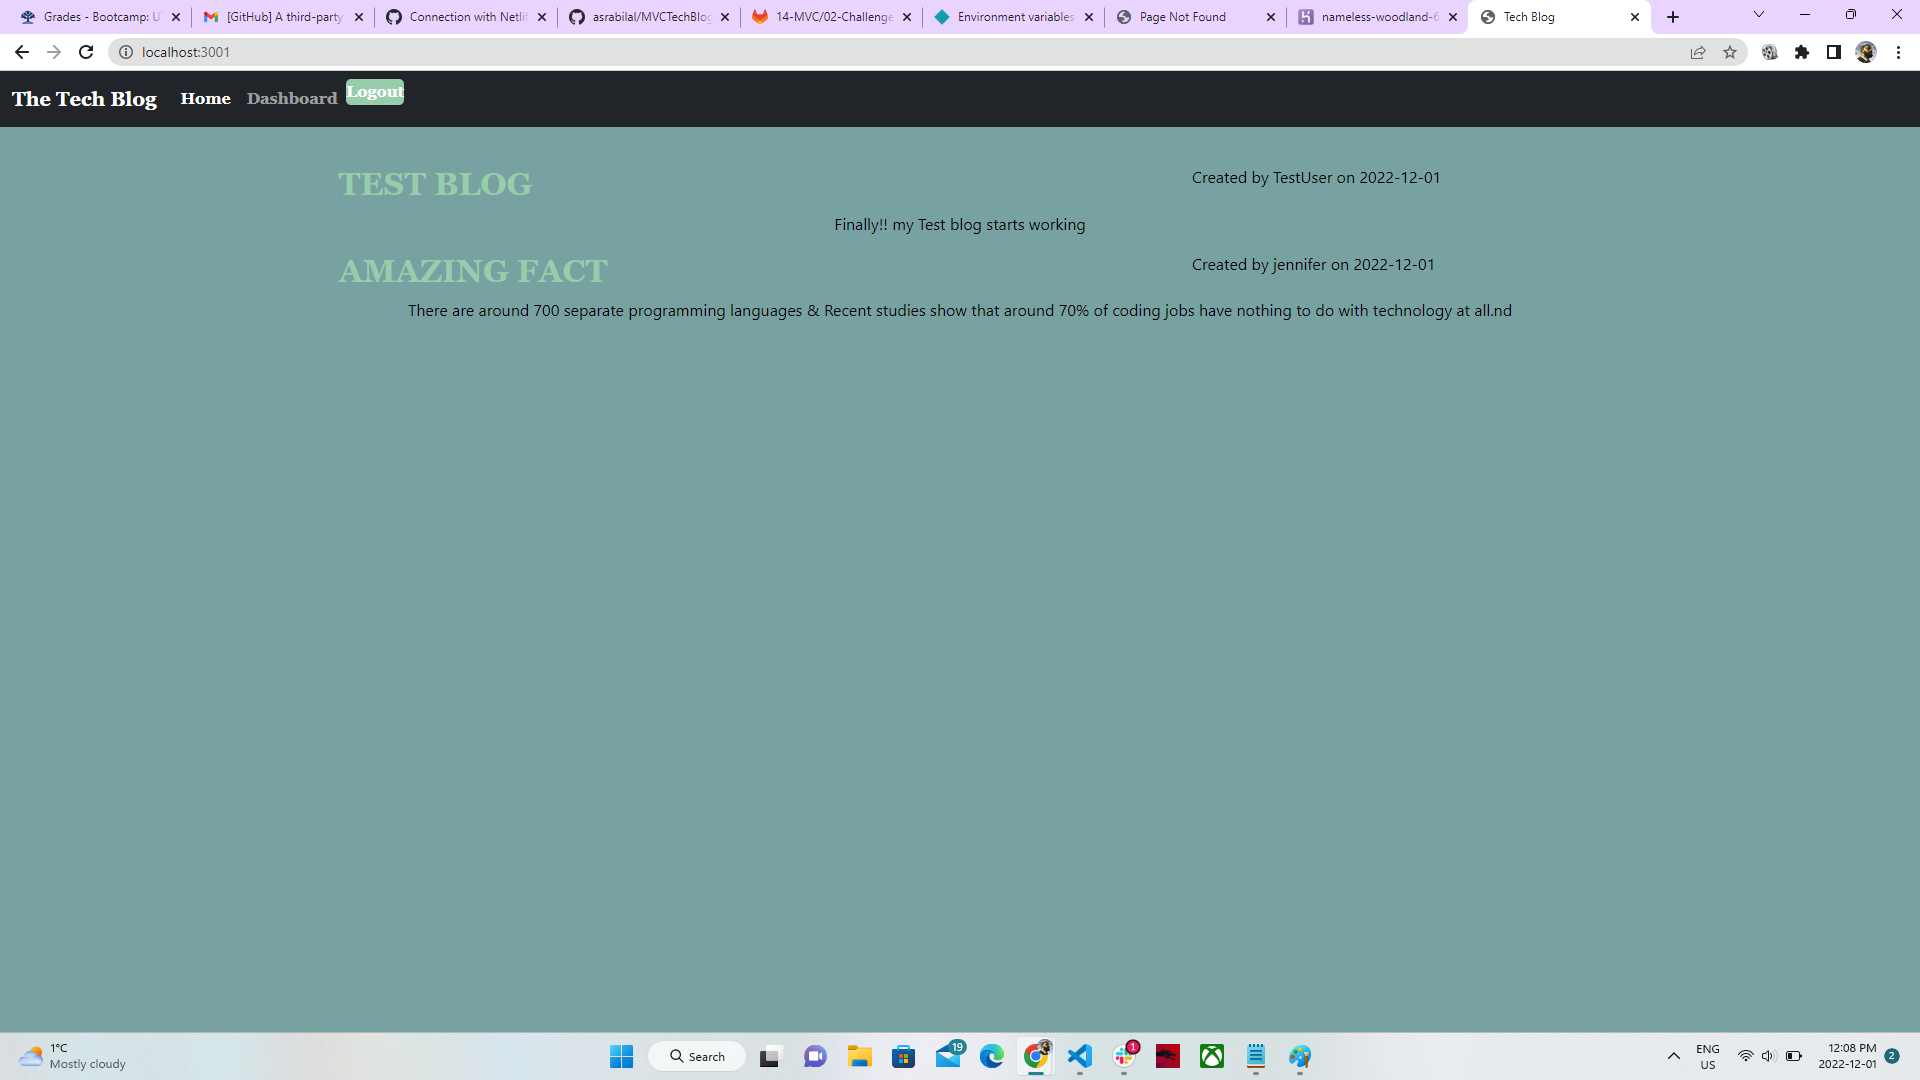 Grades - Bootcamp: U
[GitHub] A third-party
Connection with Netlif
asrabilal/MVCTechBlog
14-MVC/02-Challenge
Environment variables
Page Not Found
nameless-woodland-6
Tech Blog
localhost:3001
The Tech Blog Home Dashboard Logout
TEST BLOG
Created by TestUser on 2022-12-01
Finally!! my Test blog starts working
AMAZING FACT
Created by jennifer on 2022-12-01
There are around 700 separate programming languages & Recent studies show that around 70% of coding jobs have nothing to do with technology at all.nd
1°C
Mostly cloudy
Search
19
1
ENG
US
12:08 PM
2022-12-01
2